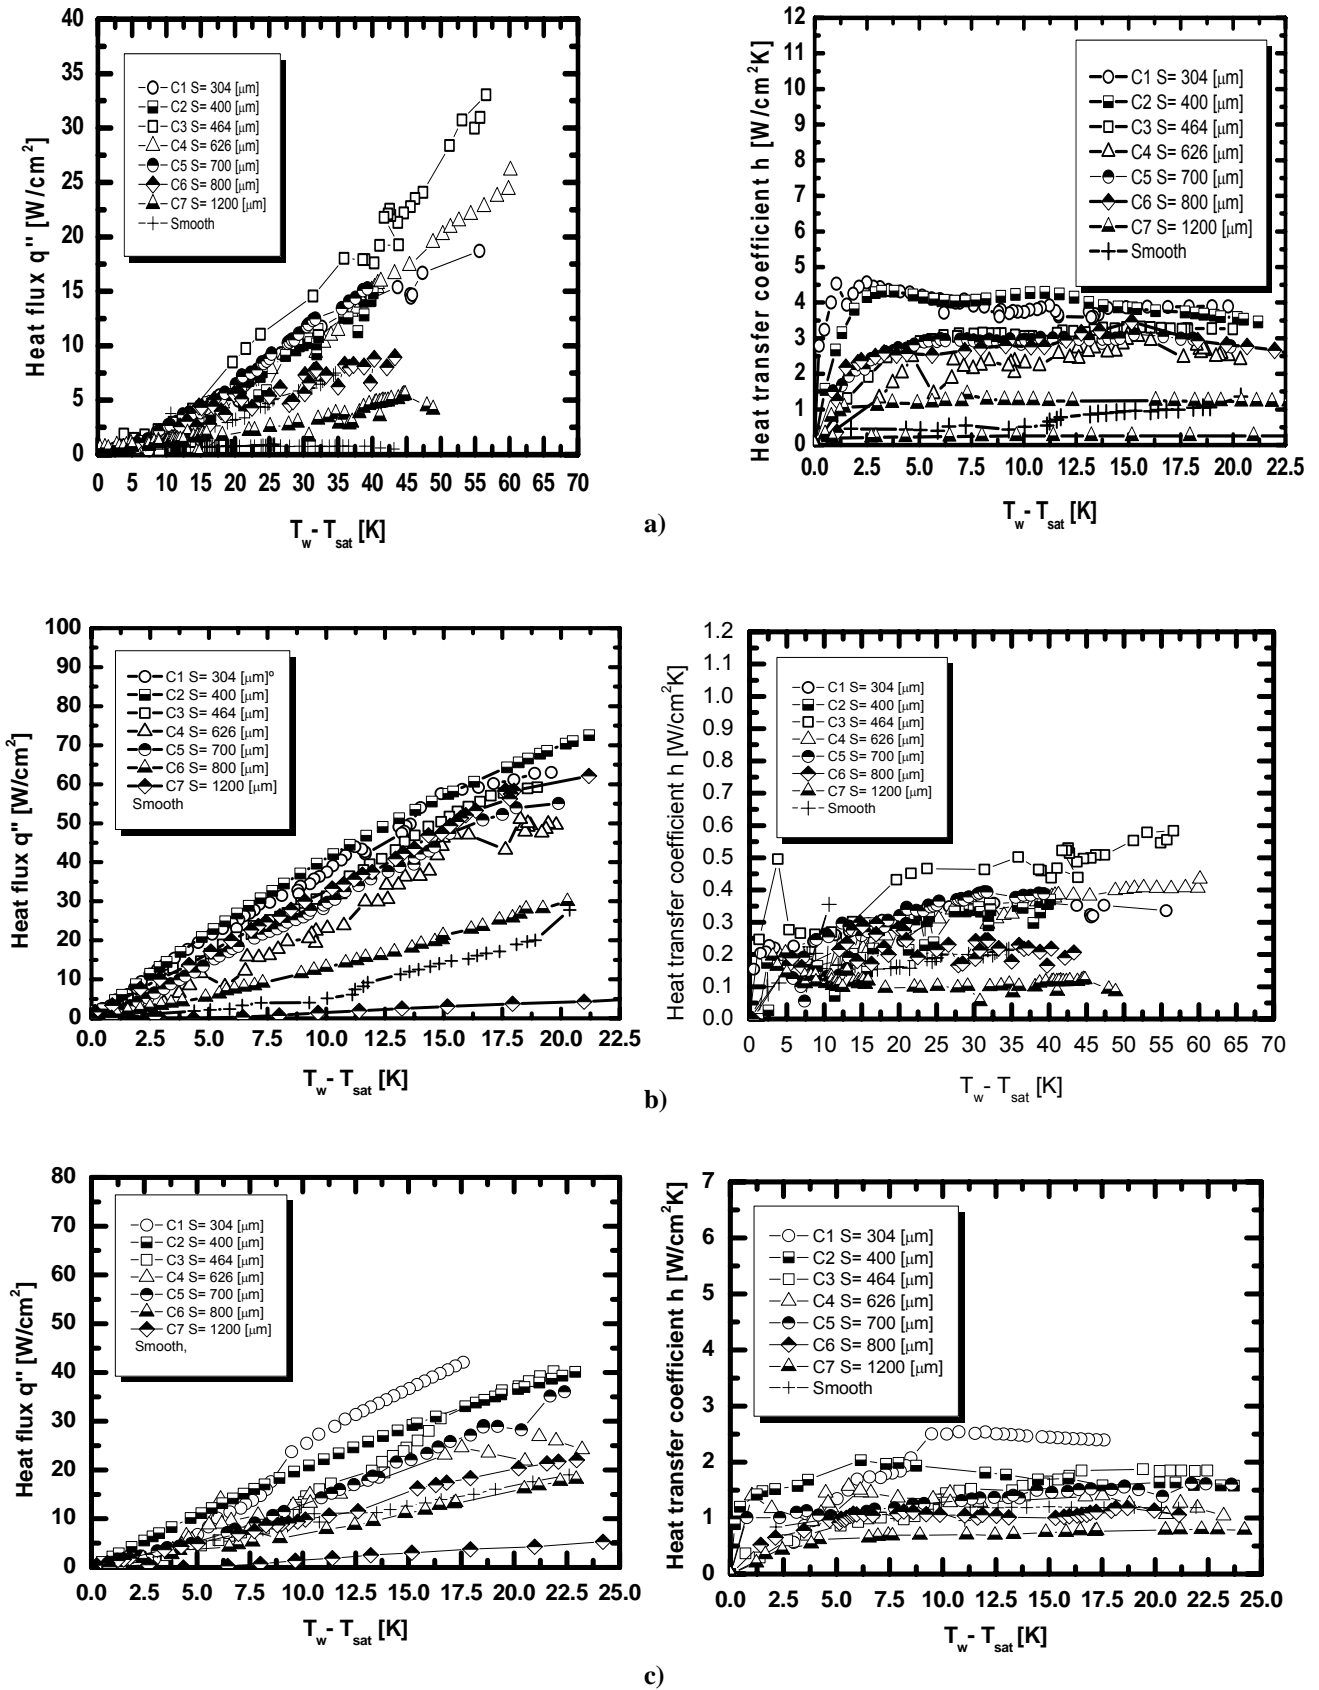 Heat flux q" [W/cm²]
40
35
30
25
20
15
10
5
0
C1 S= 304 [μm]
C2 S= 400 [μm]
C3 S= 464 [μm]
C4 S= 626 [μm]
C5 S= 700 [μm]
C6 S= 800 [μm]
C7 S= 1200 [μm]
Smooth
0 5 10 15 20 25 30 35 40 45 50 55 60 65 70
T_w- T_sat [K]
Heat transfer coeficient h [W/cm²K]
12
11
10
9
8
7
6
5
4
3
2
1
0
C1 S= 304 [μm]
C2 S= 400 [μm]
C3 S= 464 [μm]
C4 S= 626 [μm]
C5 S= 700 [μm]
C6 S= 800 [μm]
C7 S= 1200 [μm]
Smooth
0.0 2.5 5.0 7.5 10.0 12.5 15.0 17.5 20.0 22.5
T_w- T_sat [K]
a)
Heat flux q" [W/cm²]
100
90
80
70
60
50
40
30
20
10
0
C1 S= 304 [μm]º
C2 S= 400 [μm]
C3 S= 464 [μm]
C4 S= 626 [μm]
C5 S= 700 [μm]
C6 S= 800 [μm]
C7 S= 1200 [μm]
Smooth
0.0 2.5 5.0 7.5 10.0 12.5 15.0 17.5 20.0 22.5
T_w- T_sat [K]
Heat transfer coefficient h [W/cm²K]
1.2
1.1
1.0
0.9
0.8
0.7
0.6
0.5
0.4
0.3
0.2
0.1
0.0
C1 S= 304 [μm]
C2 S= 400 [μm]
C3 S= 464 [μm]
C4 S= 626 [μm]
C5 S= 700 [μm]
C6 S= 800 [μm]
C7 S= 1200 [μm]
Smooth
0 5 10 15 20 25 30 35 40 45 50 55 60 65 70
T_w- T_sat [K]
b)
Heat flux q" [W/cm²]
80
70
60
50
40
30
20
10
0
C1 S= 304 [μm]
C2 S= 400 [μm]
C3 S= 464 [μm]
C4 S= 626 [μm]
C5 S= 700 [μm]
C6 S= 800 [μm]
C7 S= 1200 [μm]
Smooth,
0.0 2.5 5.0 7.5 10.0 12.5 15.0 17.5 20.0 22.5 25.0
T_w- T_sat [K]
Heat transfer coefficient h [W/cm²K]
7
6
5
4
3
2
1
0
C1 S= 304 [μm]
C2 S= 400 [μm]
C3 S= 464 [μm]
C4 S= 626 [μm]
C5 S= 700 [μm]
C6 S= 800 [μm]
C7 S= 1200 [μm]
Smooth
0.0 2.5 5.0 7.5 10.0 12.5 15.0 17.5 20.0 22.5 25.0
T_w- T_sat [K]
c)